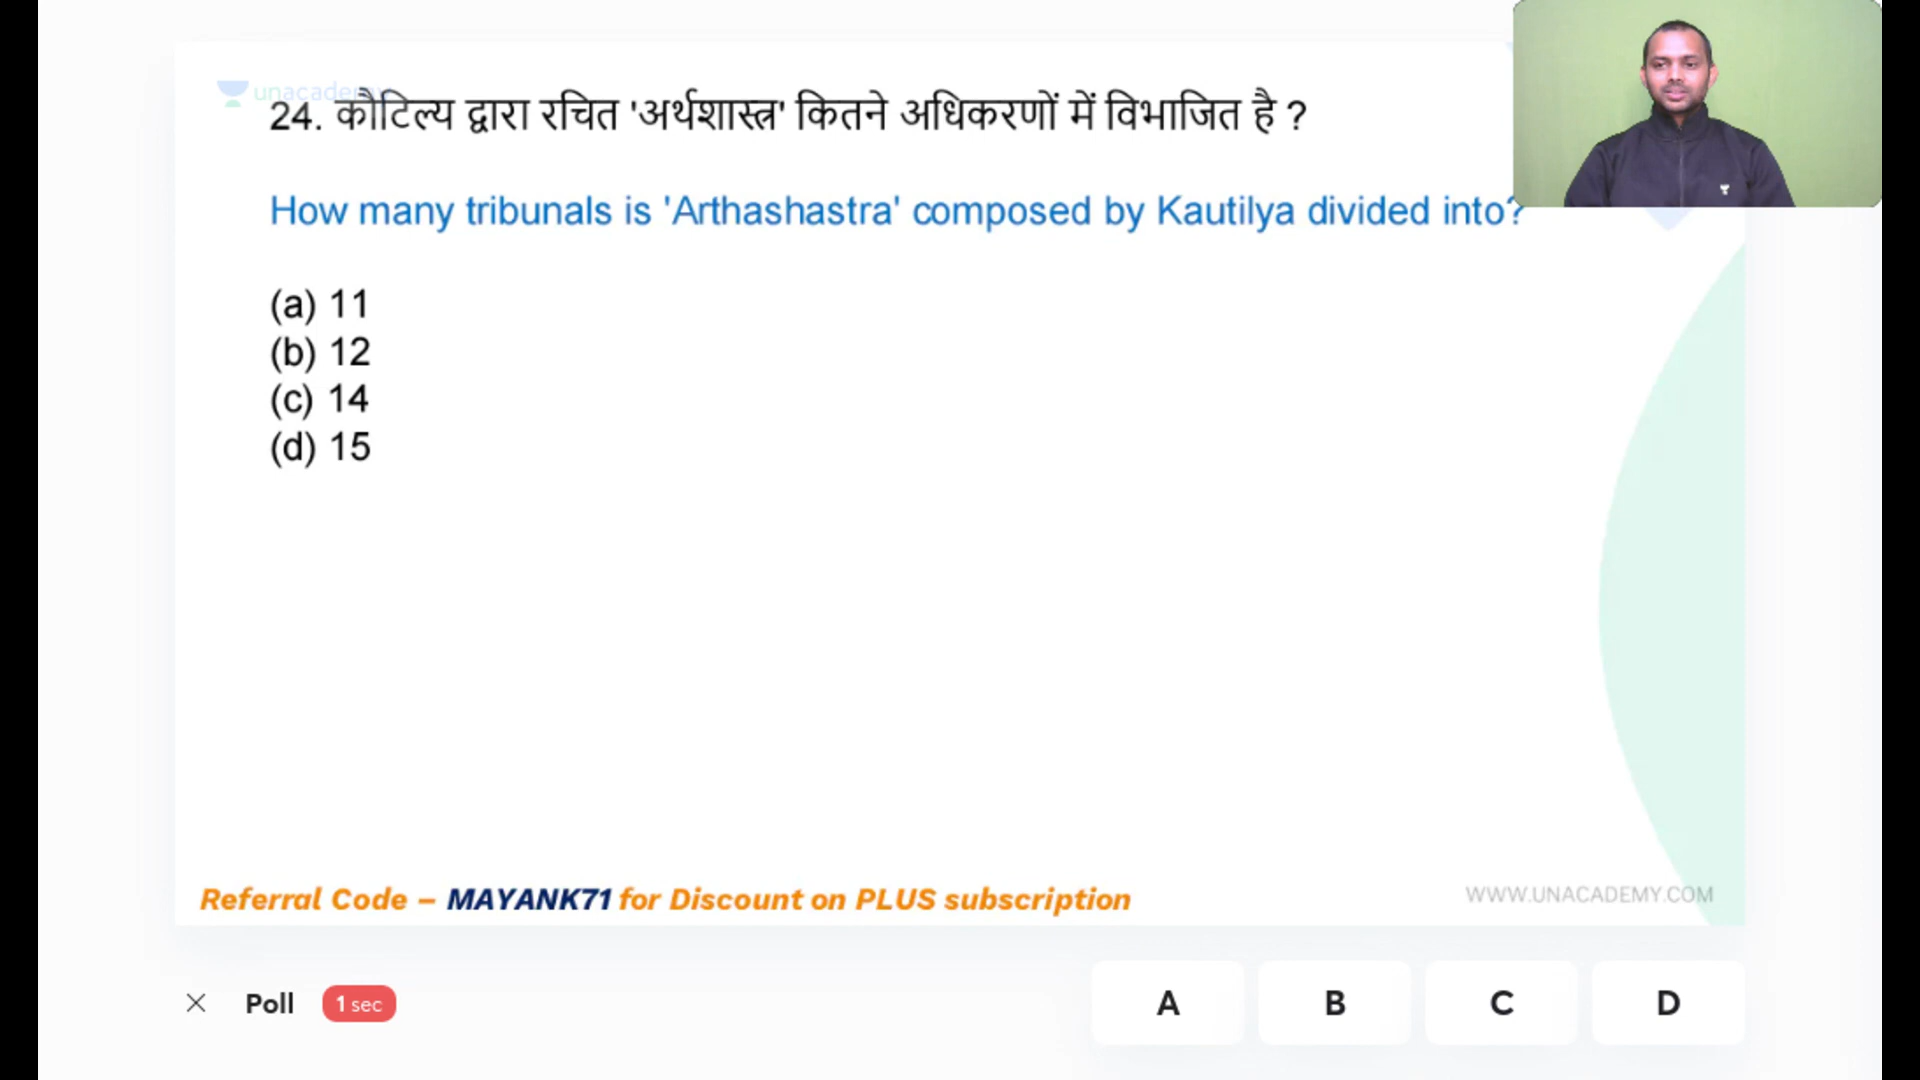 unacademy
24. कौटिल्य द्वारा रचित 'अर्थशास्त्र' कितने अधिकरणों में विभाजित है ?
How many tribunals is 'Arthashastra' composed by Kautilya divided into?
(a) 11
(b) 12
(c) 14
(d) 15
Referral Code – MAYANK71 for Discount on PLUS subscription
WWW.UNACADEMY.COM
Poll 1 sec A B C D